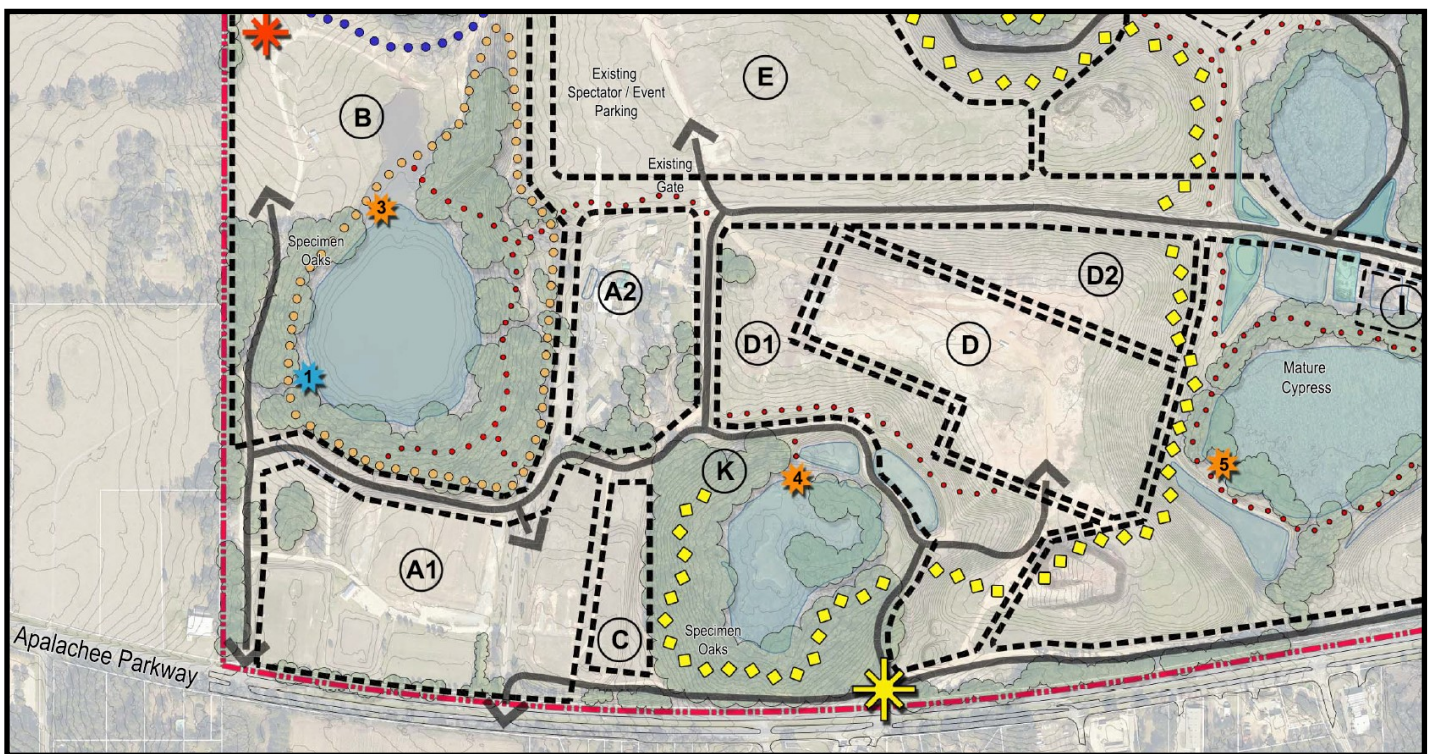 B
Existing
Spectator / Event
Parking
E
Existing
Gate
3
Specimen
Oaks
A2
D2
I
D1
D
1
Mature
Cypress
K
4
5
A1
C
Specimen
Oaks
Apalachee Parkway